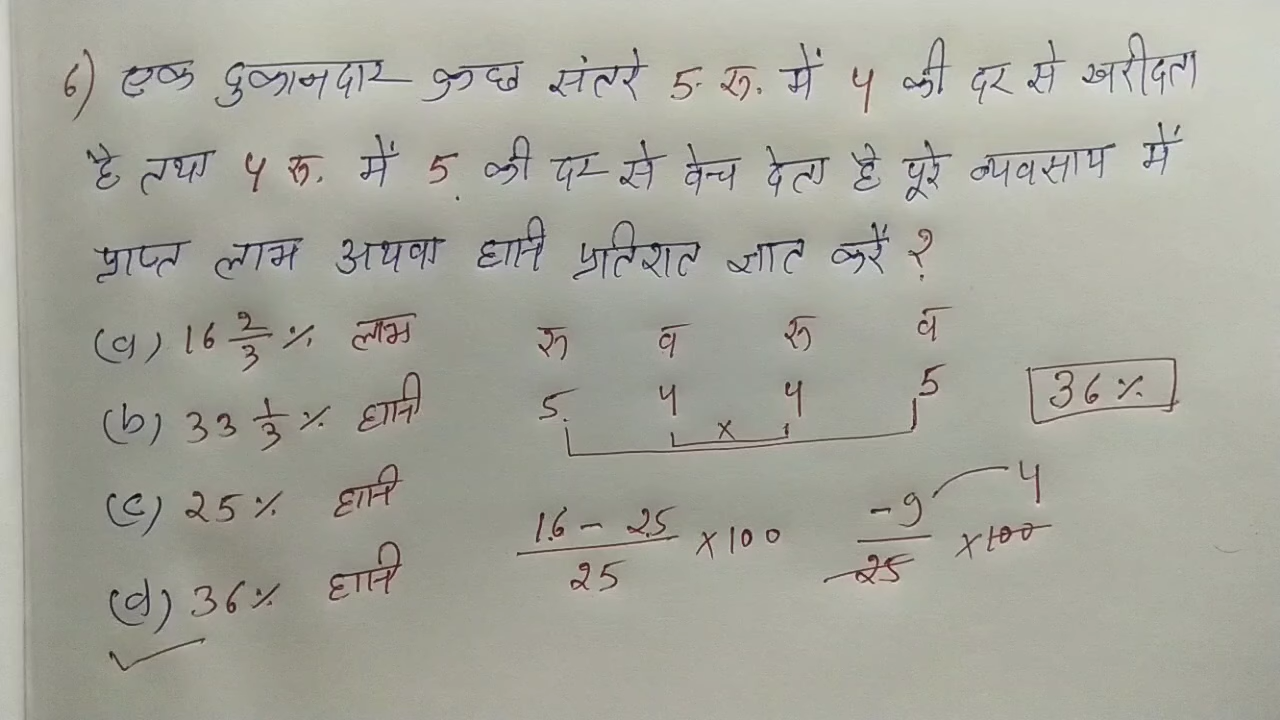 6) एक दुकानदार कुछ संतरे 5 रू. में 4 की दर से खरीदता
है तथा 4 रू. में 5 की दर से बेच देता है पूरे व्यवसाय में
प्राप्त लाभ अथवा हानि प्रतिशत ज्ञात करें ?
(a) 16 2/3 % लाभ
रू व रू व
(b) 33 1/3 % हानि
5 4 4 5
×
36 %
(c) 25 % हानि
16 - 25 / 25 × 100
-9 / 25 × 100
4
(d) 36 % हानि